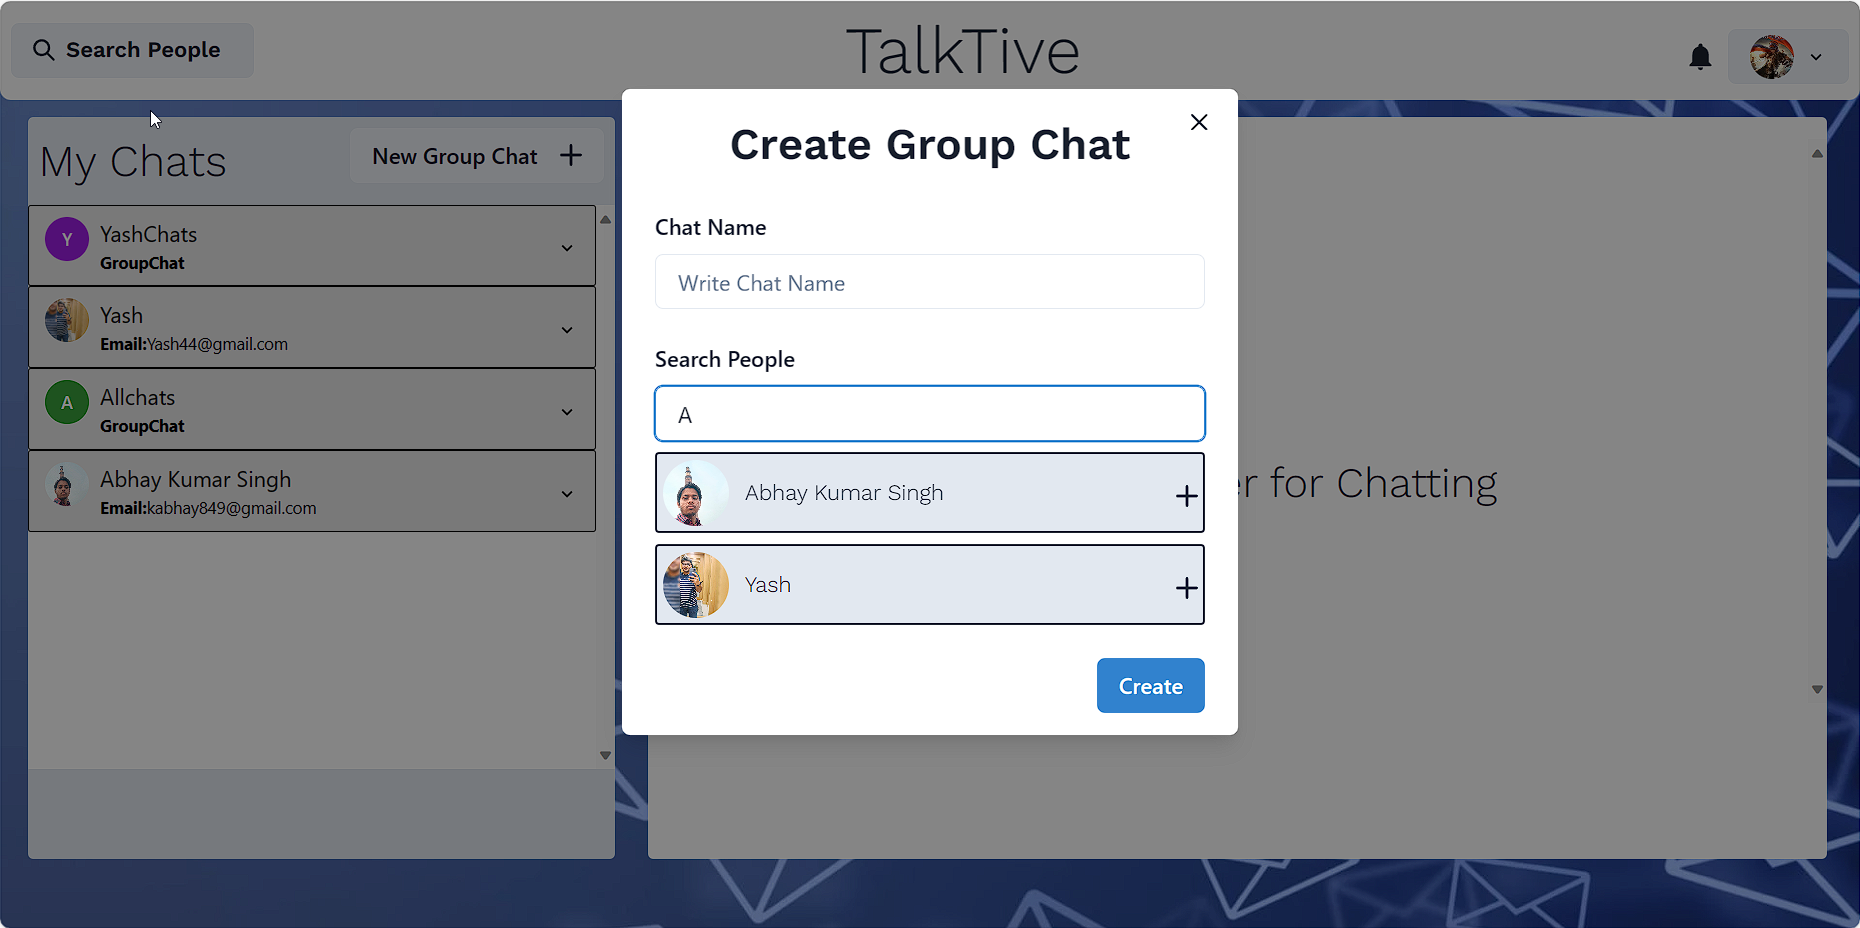 Search People
TalkTive
My Chats
New Group Chat
Y
YashChats
GroupChat
Yash
Email:Yash44@gmail.com
A
Allchats
GroupChat
Abhay Kumar Singh
Email:kabhay849@gmail.com
Create Group Chat
Chat Name
Write Chat Name
Search People
A
Abhay Kumar Singh
Yash
Create
for Chatting